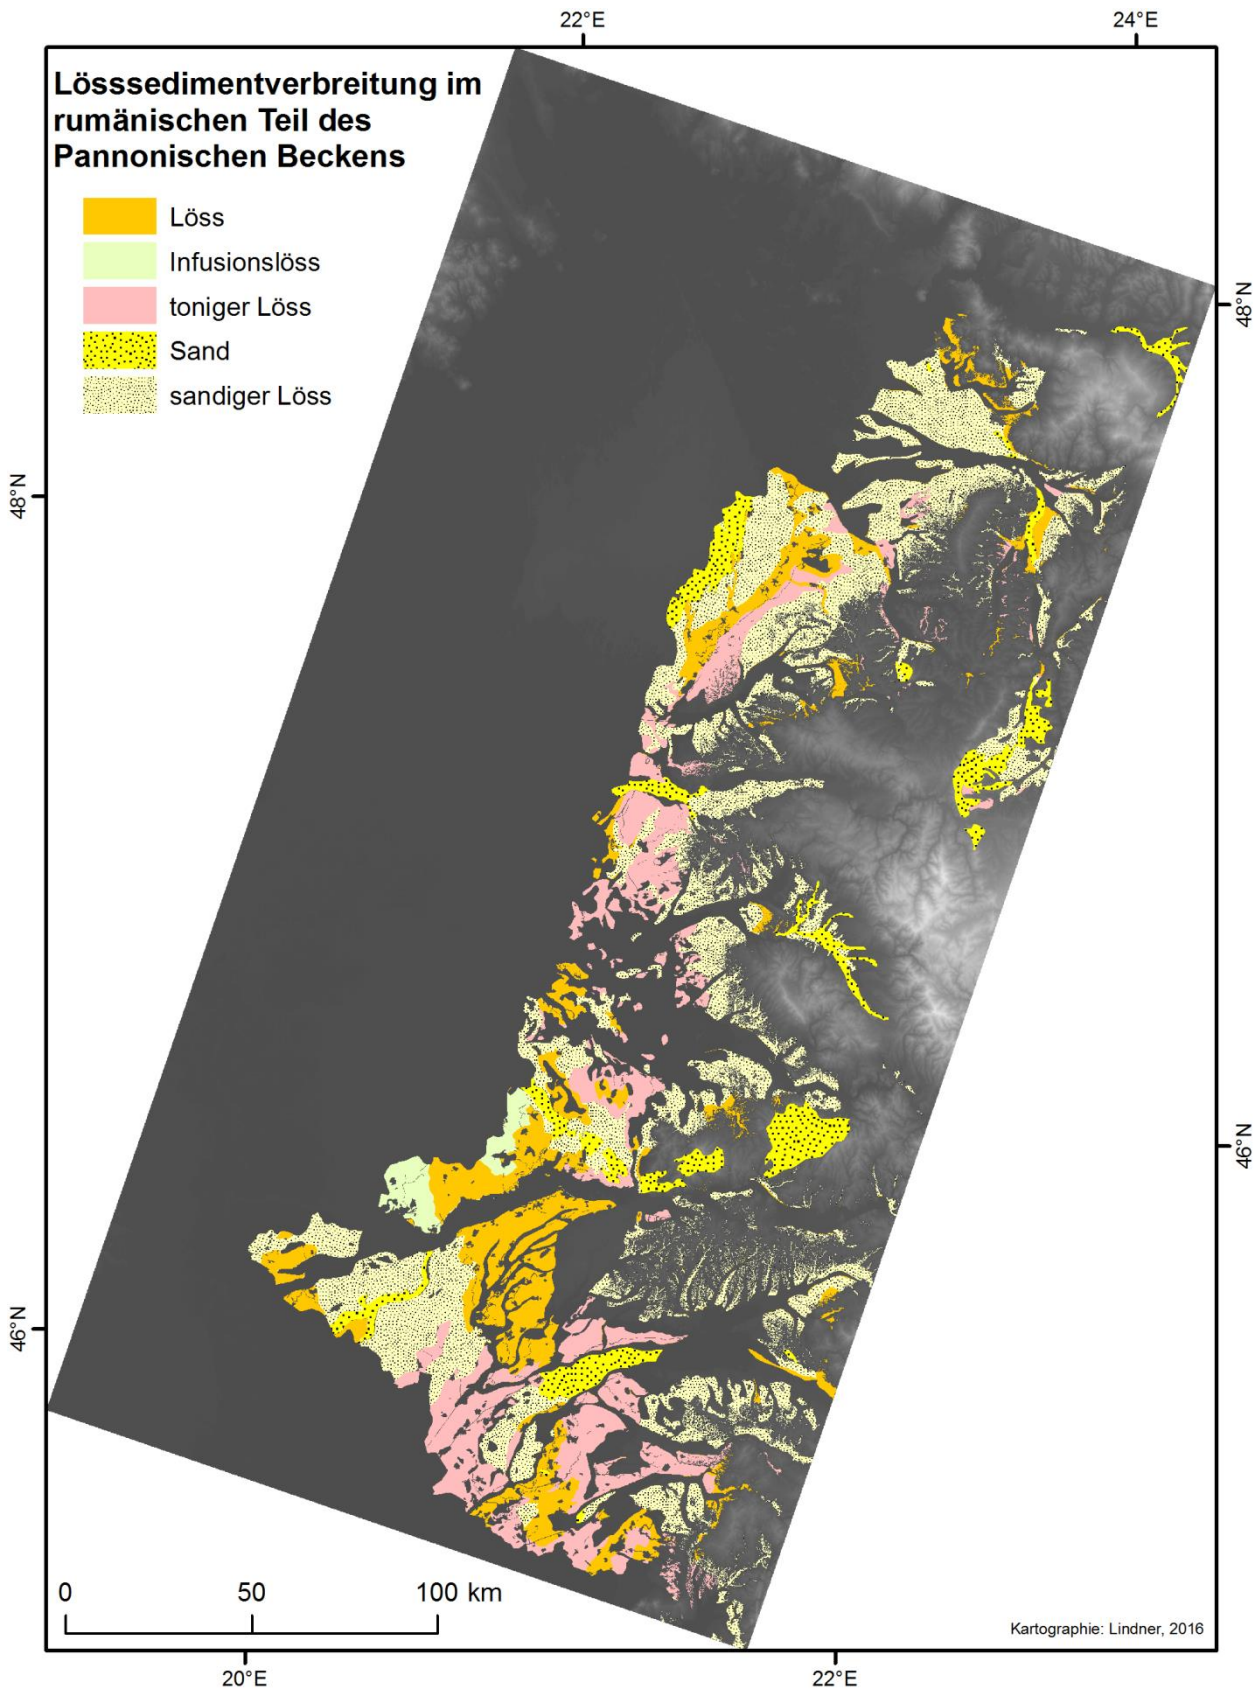 22°E
24°E
Lösssedimentverbreitung im
rumänischen Teil des
Pannonischen Beckens
Löss
Infusionslöss
toniger Löss
Sand
sandiger Löss
48°N
48°N
46°N
46°N
0 50 100 km
Kartographie: Lindner, 2016
20°E
22°E